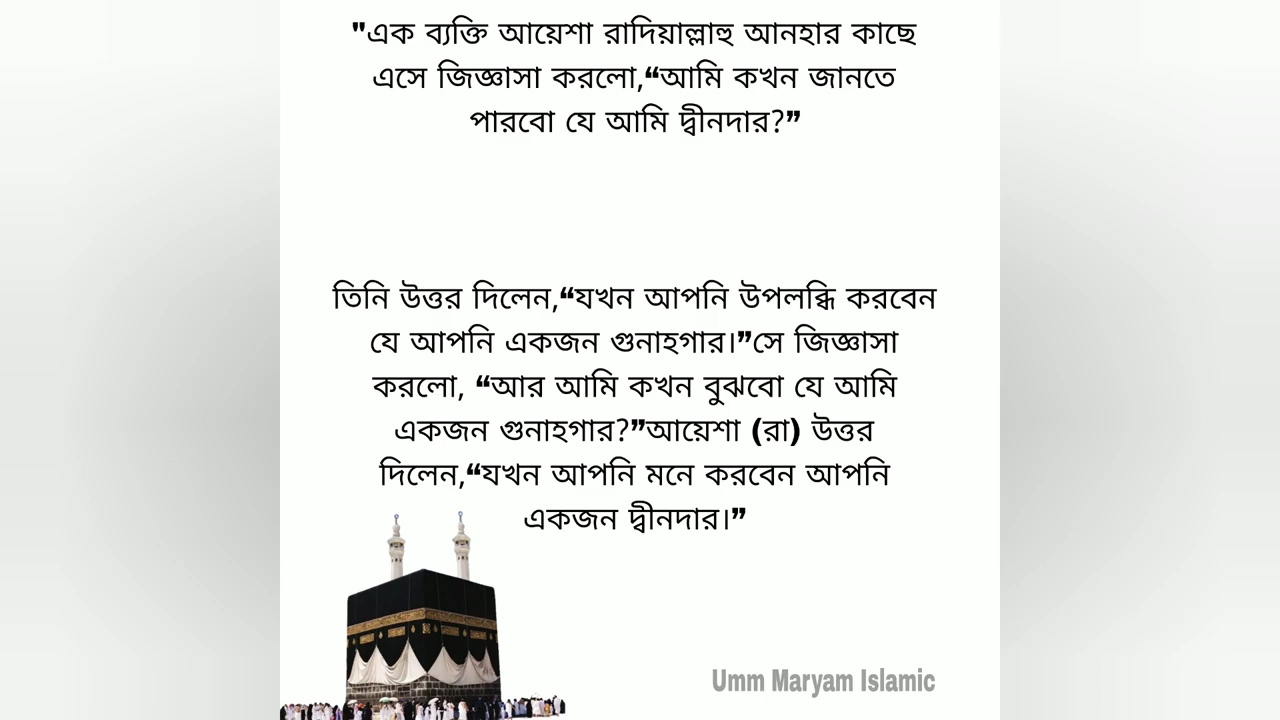 "এক ব্যক্তি আয়েশা রাদিয়াল্লাহু আনহার কাছে
এসে জিজ্ঞাসা করলো,“আমি কখন জানতে
পারবো যে আমি দ্বীনদার?”
তিনি উত্তর দিলেন,“যখন আপনি উপলব্ধি করবেন
যে আপনি একজন গুনাহগার।”সে জিজ্ঞাসা
করলো, “আর আমি কখন বুঝবো যে আমি
একজন গুনাহগার?”আয়েশা (রা) উত্তর
দিলেন,“যখন আপনি মনে করবেন আপনি
একজন দ্বীনদার।”
Umm Maryam Islamic